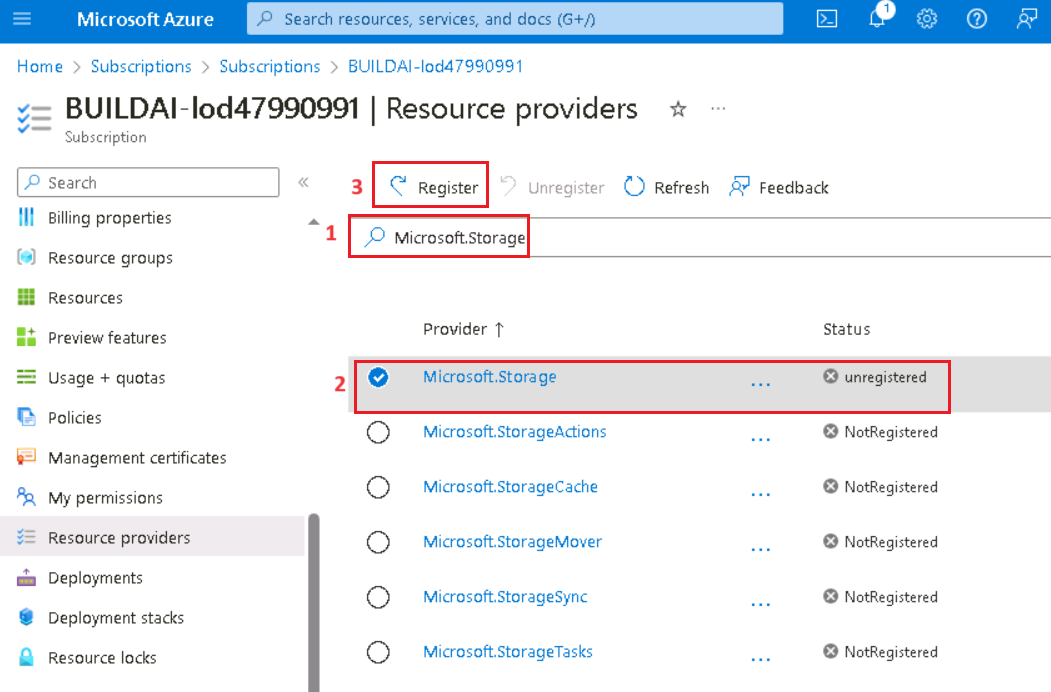 Microsoft Azure
Search resources, services, and docs (G+/)
1
Home > Subscriptions > Subscriptions > BUILDAI-lod47990991
BUILDAI-lod47990991 | Resource providers
Subscription
Search
Billing properties
Resource groups
Resources
Preview features
Usage + quotas
Policies
Management certificates
My permissions
Resource providers
Deployments
Deployment stacks
Resource locks
3 Register Unregister Refresh Feedback
1 Microsoft.Storage
Provider ↑ Status
2 Microsoft.Storage ... unregistered
Microsoft.StorageActions ... NotRegistered
Microsoft.StorageCache ... NotRegistered
Microsoft.StorageMover ... NotRegistered
Microsoft.StorageSync ... NotRegistered
Microsoft.StorageTasks ... NotRegistered